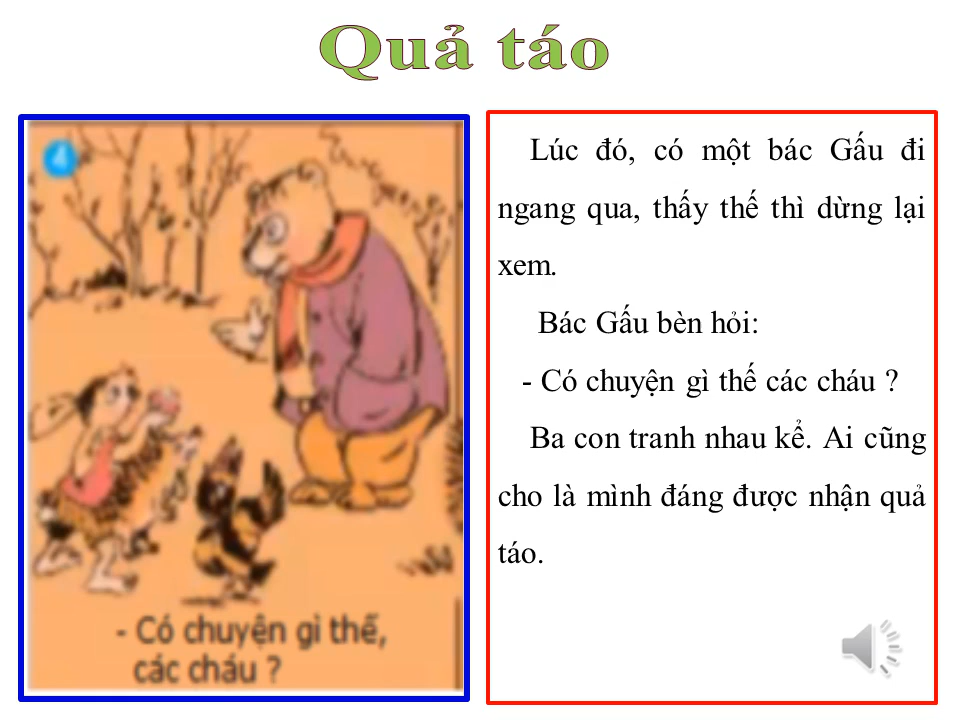 Quả táo
4
- Có chuyện gì thế,
các cháu ?
Lúc đó, có một bác Gấu đi
ngang qua, thấy thế thì dừng lại
xem.
Bác Gấu bèn hỏi:
- Có chuyện gì thế các cháu ?
Ba con tranh nhau kể. Ai cũng
cho là mình đáng được nhận quả
táo.